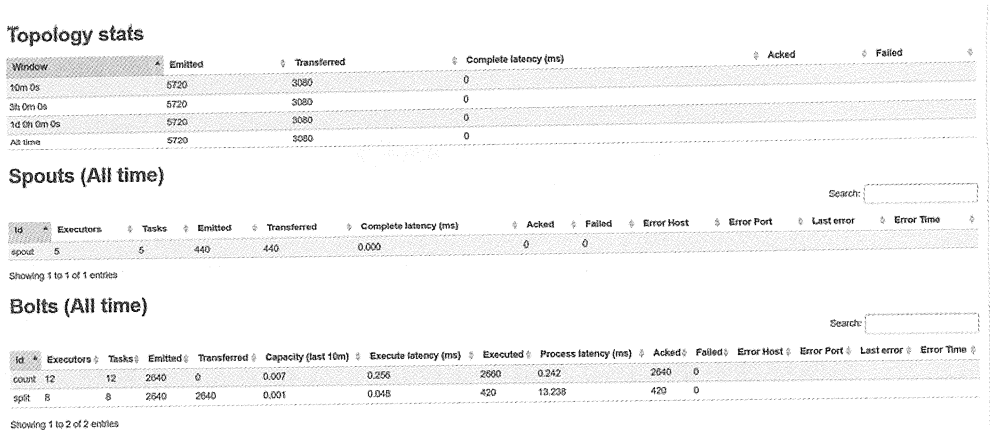 Topology stats
Window Emitted Transferred Complete latency (ms) Acked Failed
10m 0s 5720 3080 0
3h 0m 0s 5720 3080 0
1d 0h 0m 0s 5720 3080 0
All time 5720 3080 0
Spouts (All time)
Search:
Id Executors Tasks Emitted Transferred Complete latency (ms) Acked Failed Error Host Error Port Last error Error Time
spout 5 5 440 440 0.000 0 0
Showing 1 to 1 of 1 entries
Bolts (All time)
Search:
Id Executors Tasks Emitted Transferred Capacity (last 10m) Execute latency (ms) Executed Process latency (ms) Acked Failed Error Host Error Port Last error Error Time
count 12 12 2640 0 0.007 0.256 2660 0.242 2640 0
split 8 8 2640 2640 0.001 0.048 420 13.238 420 0
Showing 1 to 2 of 2 entries